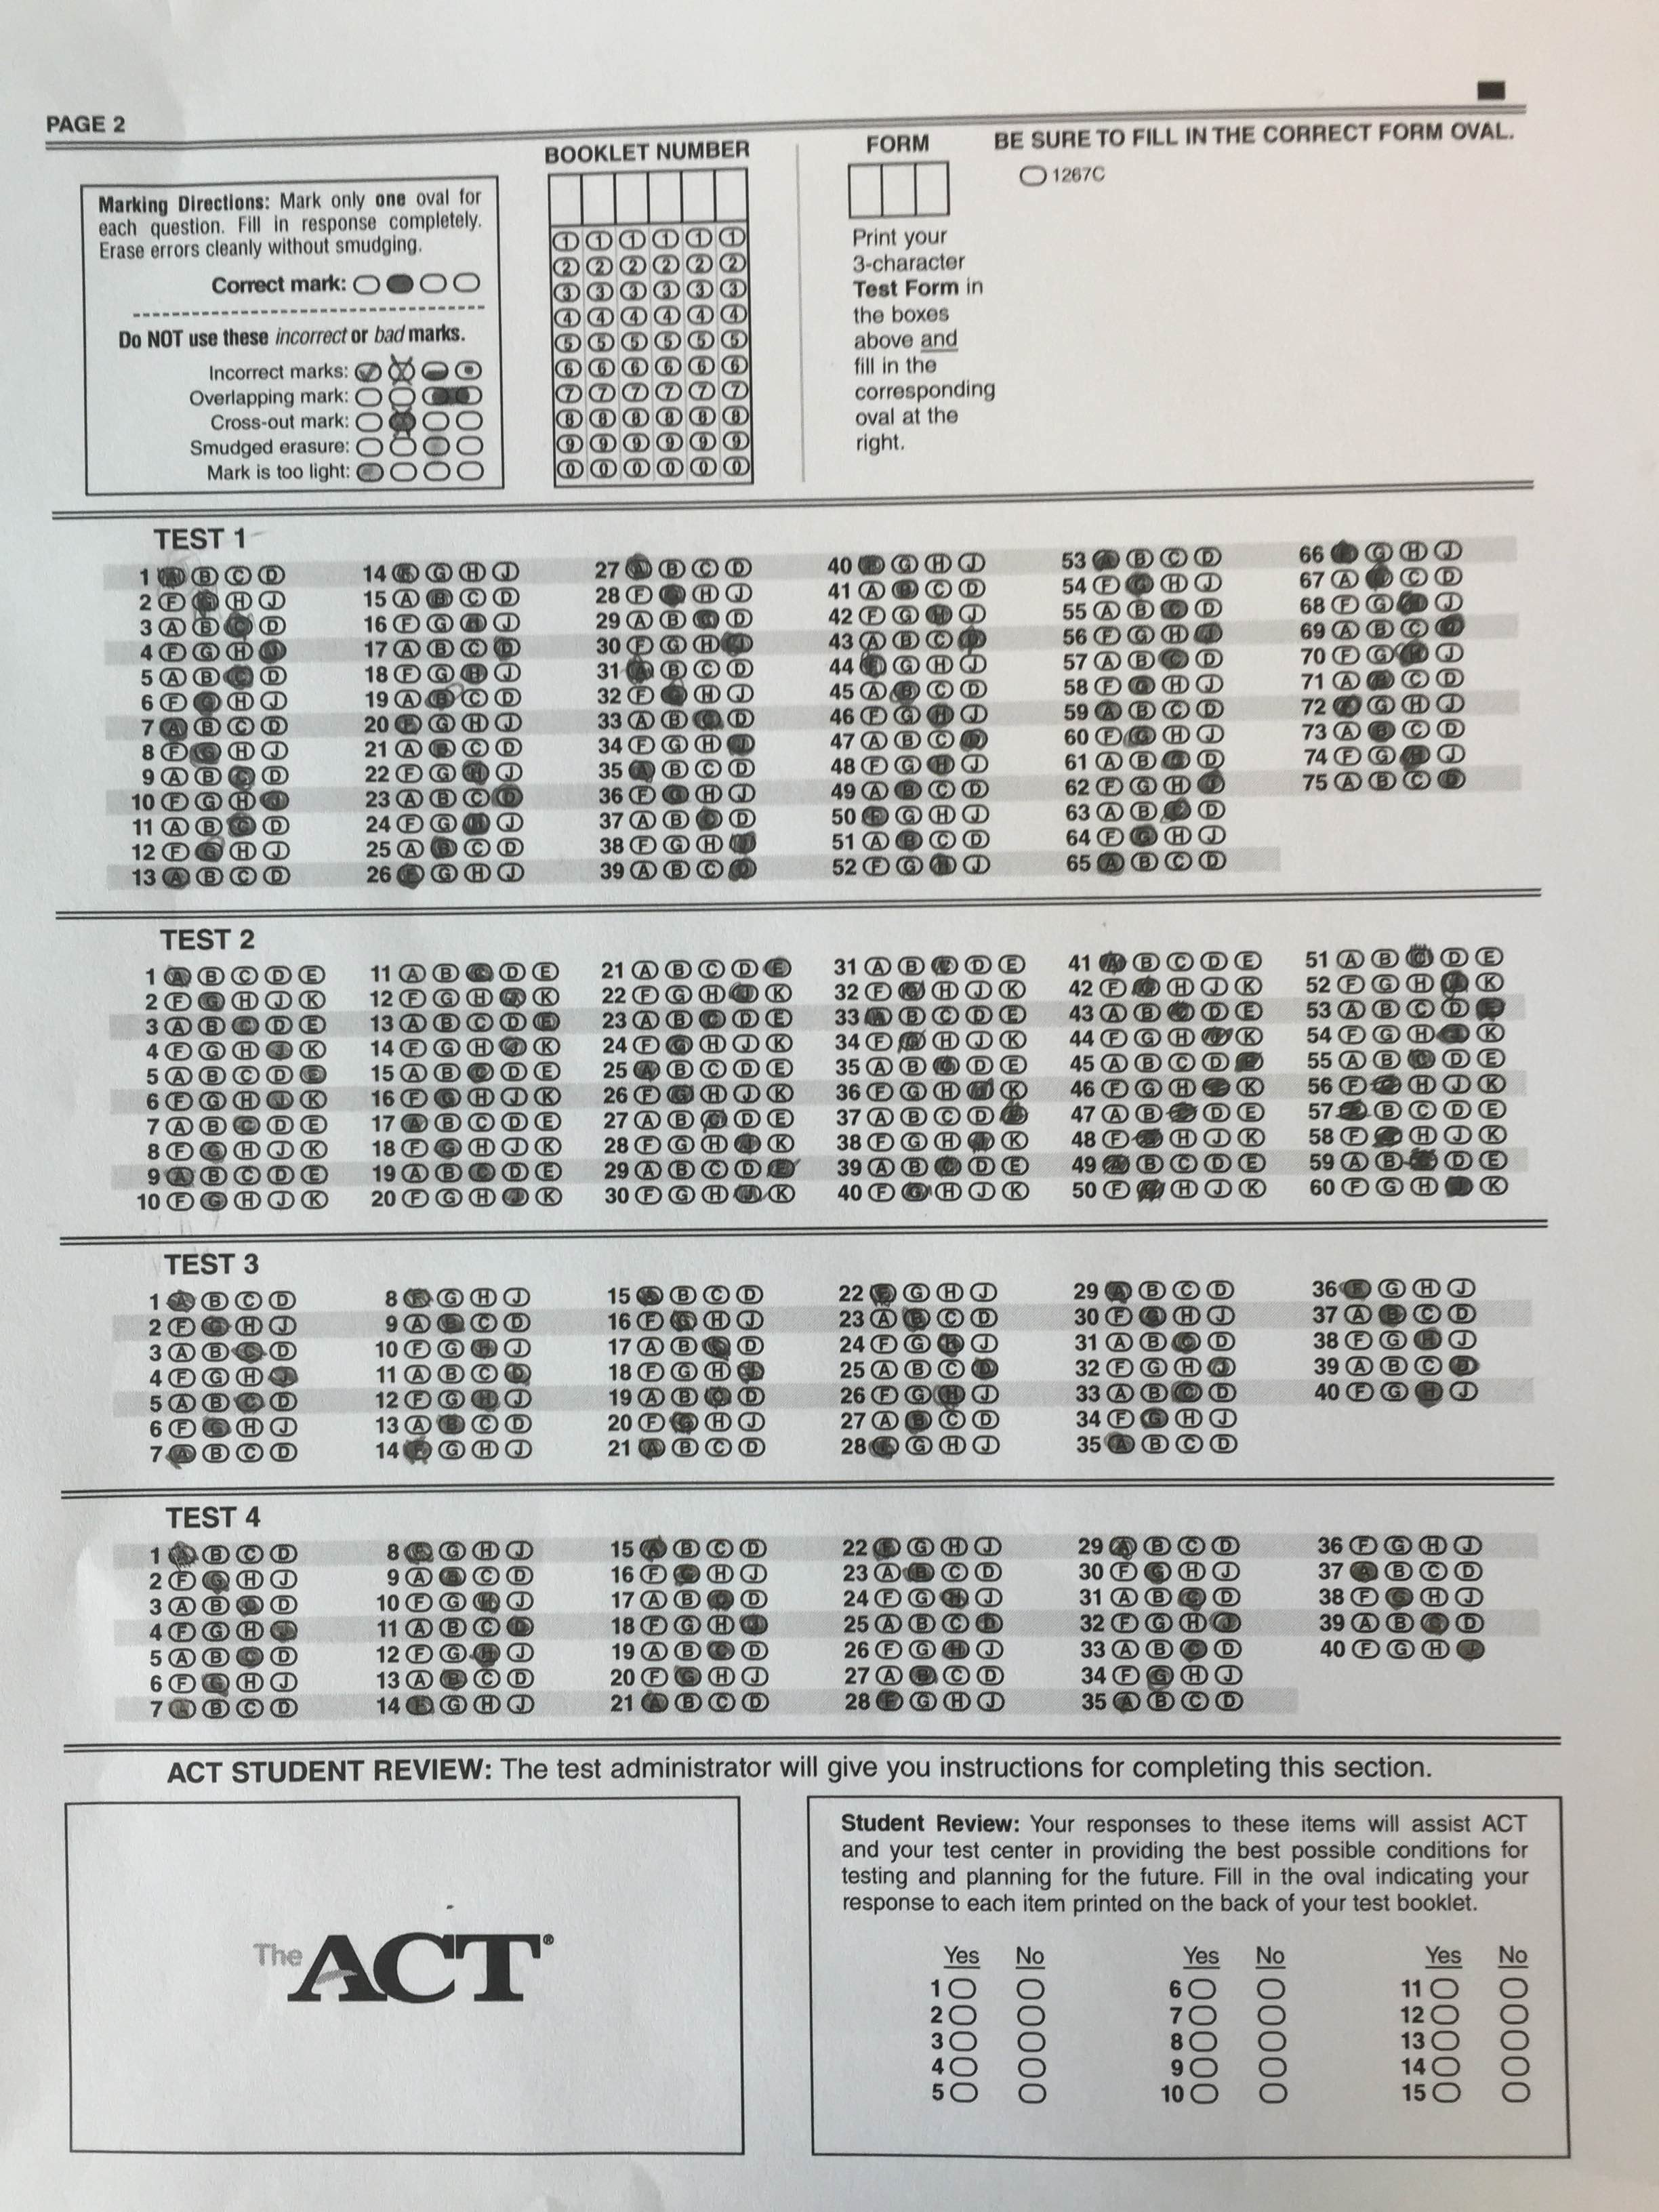 PAGE 2
BOOKLET NUMBER
FORM
BE SURE TO FILL IN THE CORRECT FORM OVAL.
1267C
Marking Directions: Mark only one oval for
each question. Fill in response completely.
Erase errors cleanly without smudging.
Correct mark:
Do NOT use these incorrect or bad marks.
Incorrect marks:
Overlapping mark:
Cross-out mark:
Smudged erasure:
Mark is too light:
1 1 1 1 1 1
2 2 2 2 2 2
3 3 3 3 3 3
4 4 4 4 4 4
5 5 5 5 5 5
6 6 6 6 6 6
7 7 7 7 7 7
8 8 8 8 8 8
9 9 9 9 9 9
0 0 0 0 0 0
Print your
3-character
Test Form in
the boxes
above and
fill in the
corresponding
oval at the
right.
TEST 1
1 A B C D 14 F G H J 27 A B C D 40 F G H J 53 A B C D 66 F G H J
2 F G H J 15 A B C D 28 F G H J 41 A B C D 54 F G H J 67 A B C D
3 A B C D 16 F G H J 29 A B C D 42 F G H J 55 A B C D 68 F G H J
4 F G H J 17 A B C D 30 F G H J 43 A B C D 56 F G H J 69 A B C D
5 A B C D 18 F G H J 31 A B C D 44 F G H J 57 A B C D 70 F G H J
6 F G H J 19 A B C D 32 F G H J 45 A B C D 58 F G H J 71 A B C D
7 A B C D 20 F G H J 33 A B C D 46 F G H J 59 A B C D 72 F G H J
8 F G H J 21 A B C D 34 F G H J 47 A B C D 60 F G H J 73 A B C D
9 A B C D 22 F G H J 35 A B C D 48 F G H J 61 A B C D 74 F G H J
10 F G H J 23 A B C D 36 F G H J 49 A B C D 62 F G H J 75 A B C D
11 A B C D 24 F G H J 37 A B C D 50 F G H J 63 A B C D
12 F G H J 25 A B C D 38 F G H J 51 A B C D 64 F G H J
13 A B C D 26 F G H J 39 A B C D 52 F G H J 65 A B C D
TEST 2
1 A B C D E 11 A B C D E 21 A B C D E 31 A B C D E 41 A B C D E 51 A B C D E
2 F G H J K 12 F G H J K 22 F G H J K 32 F G H J K 42 F G H J K 52 F G H J K
3 A B C D E 13 A B C D E 23 A B C D E 33 A B C D E 43 A B C D E 53 A B C D E
4 F G H J K 14 F G H J K 24 F G H J K 34 F G H J K 44 F G H J K 54 F G H J K
5 A B C D E 15 A B C D E 25 A B C D E 35 A B C D E 45 A B C D E 55 A B C D E
6 F G H J K 16 F G H J K 26 F G H J K 36 F G H J K 46 F G H J K 56 F G H J K
7 A B C D E 17 A B C D E 27 A B C D E 37 A B C D E 47 A B C D E 57 A B C D E
8 F G H J K 18 F G H J K 28 F G H J K 38 F G H J K 48 F G H J K 58 F G H J K
9 A B C D E 19 A B C D E 29 A B C D E 39 A B C D E 49 A B C D E 59 A B C D E
10 F G H J K 20 F G H J K 30 F G H J K 40 F G H J K 50 F G H J K 60 F G H J K
TEST 3
1 A B C D 8 F G H J 15 A B C D 22 F G H J 29 A B C D 36 F G H J
2 F G H J 9 A B C D 16 F G H J 23 A B C D 30 F G H J 37 A B C D
3 A B C D 10 F G H J 17 A B C D 24 F G H J 31 A B C D 38 F G H J
4 F G H J 11 A B C D 18 F G H J 25 A B C D 32 F G H J 39 A B C D
5 A B C D 12 F G H J 19 A B C D 26 F G H J 33 A B C D 40 F G H J
6 F G H J 13 A B C D 20 F G H J 27 A B C D 34 F G H J
7 A B C D 14 F G H J 21 A B C D 28 F G H J 35 A B C D
TEST 4
1 A B C D 8 F G H J 15 A B C D 22 F G H J 29 A B C D 36 F G H J
2 F G H J 9 A B C D 16 F G H J 23 A B C D 30 F G H J 37 A B C D
3 A B C D 10 F G H J 17 A B C D 24 F G H J 31 A B C D 38 F G H J
4 F G H J 11 A B C D 18 F G H J 25 A B C D 32 F G H J 39 A B C D
5 A B C D 12 F G H J 19 A B C D 26 F G H J 33 A B C D 40 F G H J
6 F G H J 13 A B C D 20 F G H J 27 A B C D 34 F G H J
7 A B C D 14 F G H J 21 A B C D 28 F G H J 35 A B C D
ACT STUDENT REVIEW: The test administrator will give you instructions for completing this section.
The ACT®
Student Review: Your responses to these items will assist ACT
and your test center in providing the best possible conditions for
testing and planning for the future. Fill in the oval indicating your
response to each item printed on the back of your test booklet.
Yes No Yes No Yes No
1 6 11
2 7 12
3 8 13
4 9 14
5 10 15